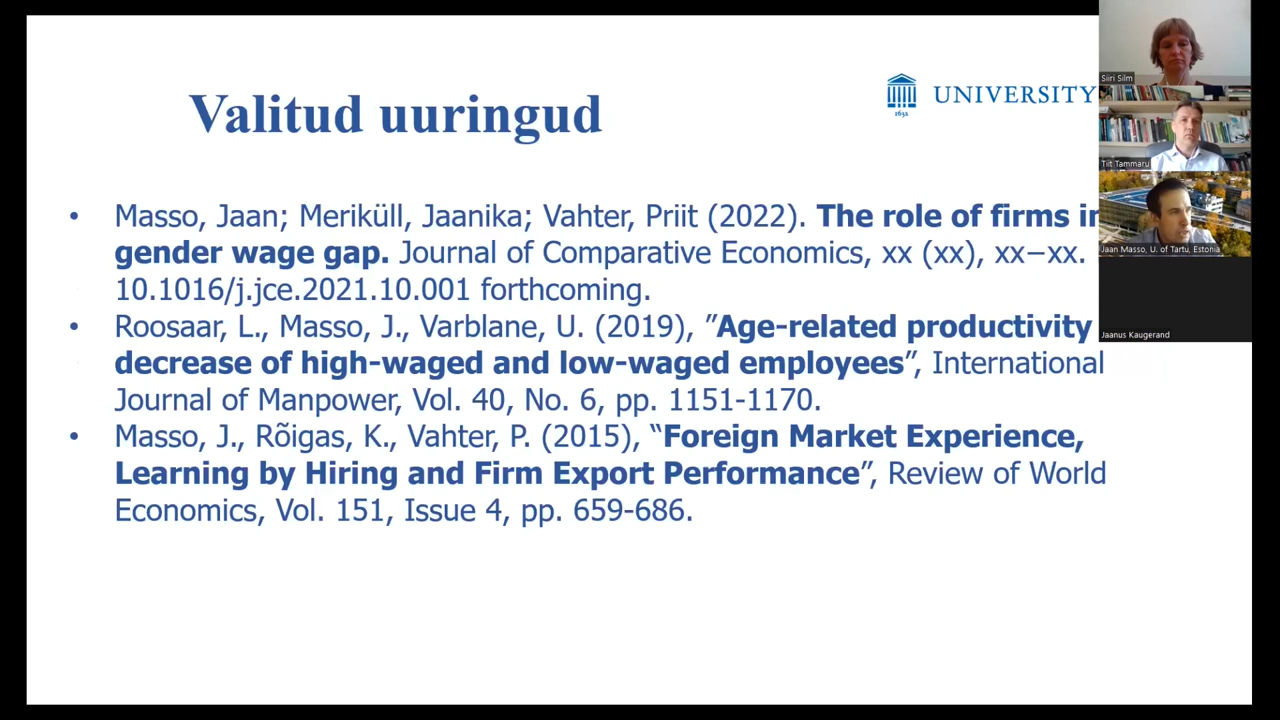 Valitud uuringud
UNIVERSITY
1632
• Masso, Jaan; Meriküll, Jaanika; Vahter, Priit (2022). The role of firms in
gender wage gap. Journal of Comparative Economics, xx (xx), xx−xx.
10.1016/j.jce.2021.10.001 forthcoming.
• Roosaar, L., Masso, J., Varblane, U. (2019), ”Age-related productivity
decrease of high-waged and low-waged employees”, International
Journal of Manpower, Vol. 40, No. 6, pp. 1151-1170.
• Masso, J., Rõigas, K., Vahter, P. (2015), “Foreign Market Experience,
Learning by Hiring and Firm Export Performance”, Review of World
Economics, Vol. 151, Issue 4, pp. 659-686.
Siiri Silm
Tiit Tammaru
Jaan Masso, U. of Tartu, Estonia
Jaanus Kaugerand